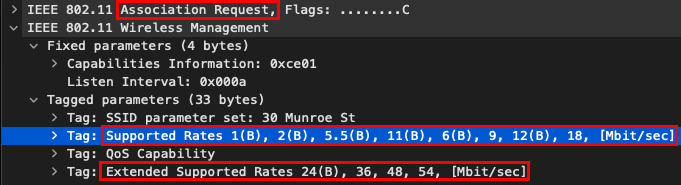 IEEE 802.11 Association Request, Flags: ........C
IEEE 802.11 Wireless Management
Fixed parameters (4 bytes)
Capabilities Information: 0xce01
Listen Interval: 0x000a
Tagged parameters (33 bytes)
Tag: SSID parameter set: 30 Munroe St
Tag: Supported Rates 1(B), 2(B), 5.5(B), 11(B), 6(B), 9, 12(B), 18, [Mbit/sec]
Tag: QoS Capability
Tag: Extended Supported Rates 24(B), 36, 48, 54, [Mbit/sec]